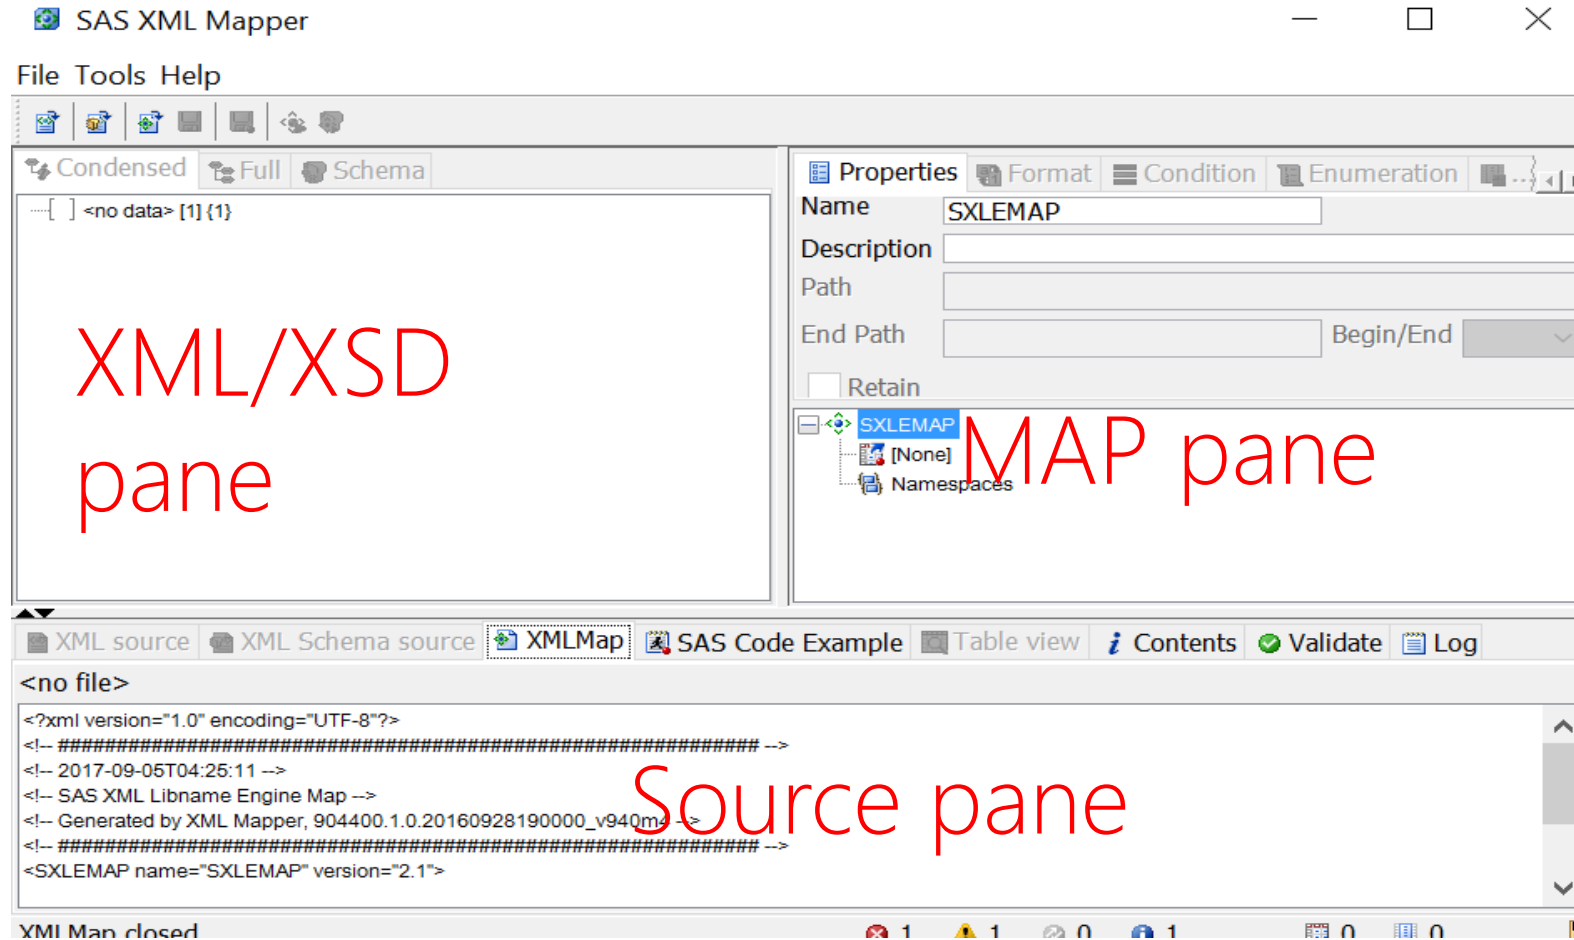 SAS XML Mapper
File Tools Help
Condensed Full Schema
[ ] <no data> [1] {1}
XML/XSD
pane
Properties Format Condition Enumeration ...
Name SXLEMAP
Description
Path
End Path Begin/End
Retain
SXLEMAP
[None]
Namespaces
MAP pane
XML source XML Schema source XMLMap SAS Code Example Table view Contents Validate Log
<no file>
<?xml version="1.0" encoding="UTF-8"?>
<!-- ############################################################ -->
<!-- 2017-09-05T04:25:11 -->
<!-- SAS XML Libname Engine Map -->
<!-- Generated by XML Mapper, 904400.1.0.20160928190000_v940m4 -->
<!-- ############################################################ -->
<SXLEMAP name="SXLEMAP" version="2.1">
Source pane
XMLMap closed 1 1 0 1 0 0